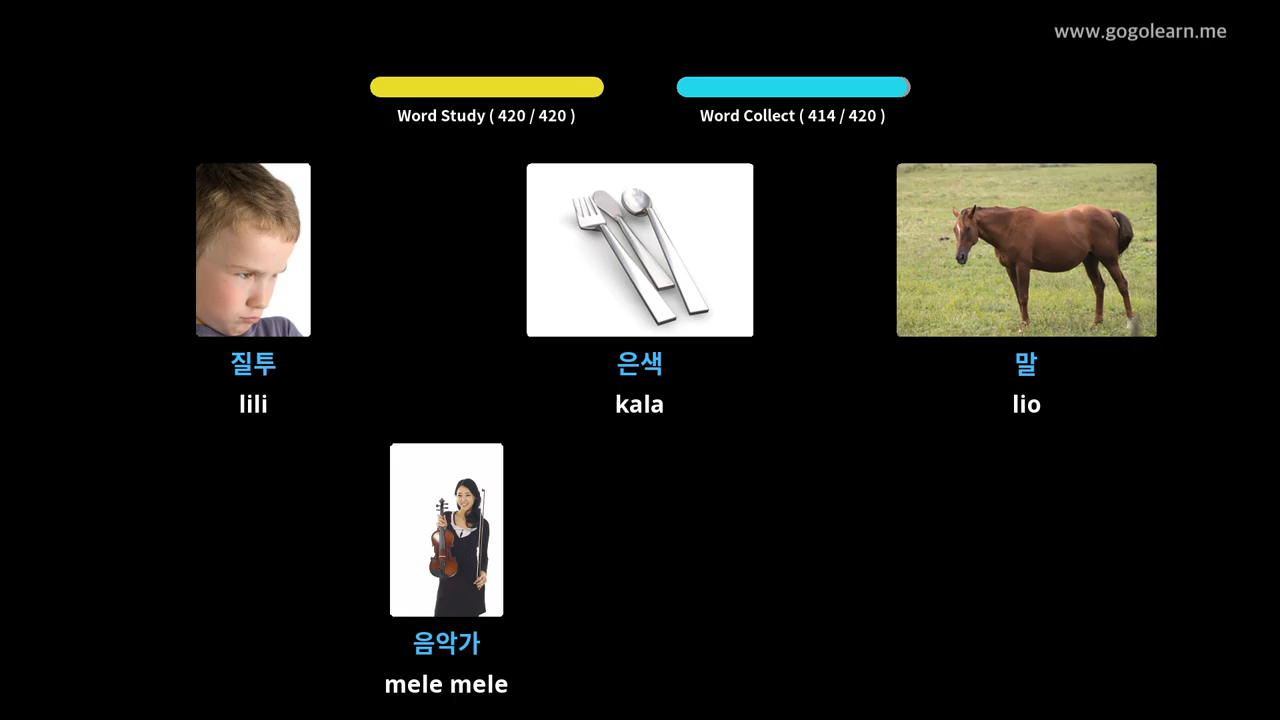 www.gogolearn.me
Word Study ( 420 / 420 )
Word Collect ( 414 / 420 )
질투
은색
말
lili
kala
lio
음악가
mele mele